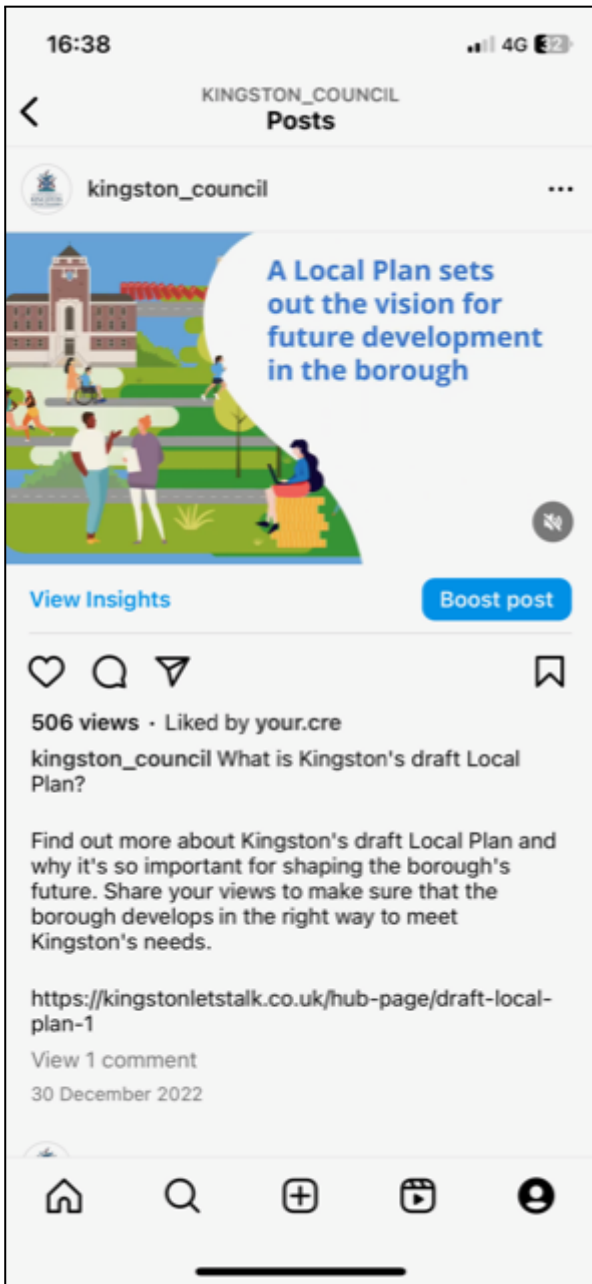 16:38
4G 32
KINGSTON_COUNCIL
Posts
kingston_council
A Local Plan sets
out the vision for
future development
in the borough
View Insights
Boost post
506 views · Liked by your.cre
kingston_council What is Kingston's draft Local
Plan?
Find out more about Kingston's draft Local Plan and
why it's so important for shaping the borough's
future. Share your views to make sure that the
borough develops in the right way to meet
Kingston's needs.
https://kingstonletstalk.co.uk/hub-page/draft-local-
plan-1
View 1 comment
30 December 2022